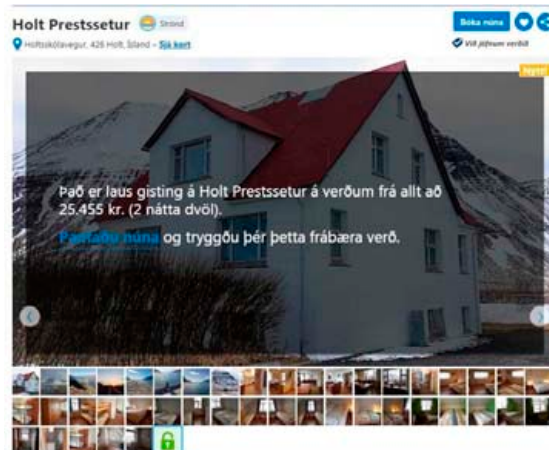 Holt Prestssetur Strönd
Bóka núna
Holtsskólavegur, 426 Holt, Ísland – Sjá kort
Við jöfnum verðið
Nýtt!
Það er laus gisting á Holt Prestssetur á verðum frá allt að
25.455 kr. (2 nátta dvöl).
Pantaðu núna og tryggðu þér þetta frábæra verð.